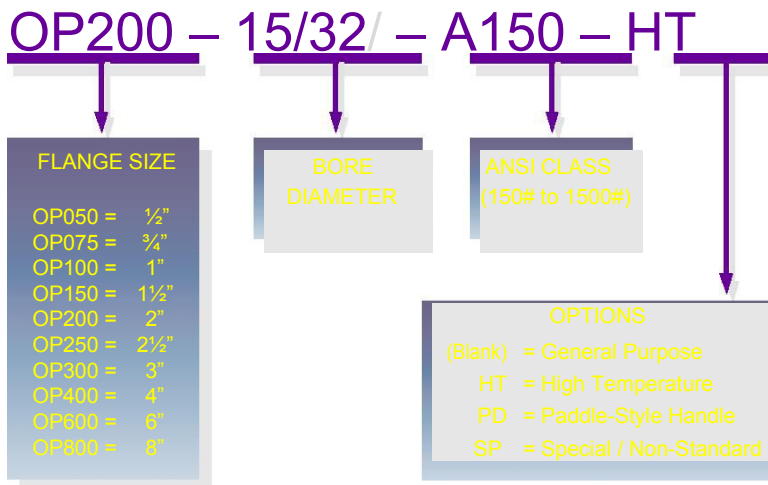 OP200 – 15/32/ – A150 – HT
FLANGE SIZE
OP050 = ½”
OP075 = ¾”
OP100 = 1”
OP150 = 1½”
OP200 = 2”
OP250 = 2½”
OP300 = 3”
OP400 = 4”
OP600 = 6”
OP800 = 8”
BORE
DIAMETER
ANSI CLASS
(150# to 1500#)
OPTIONS
(Blank) = General Purpose
HT = High Temperature
PD = Paddle-Style Handle
SP = Special / Non-Standard